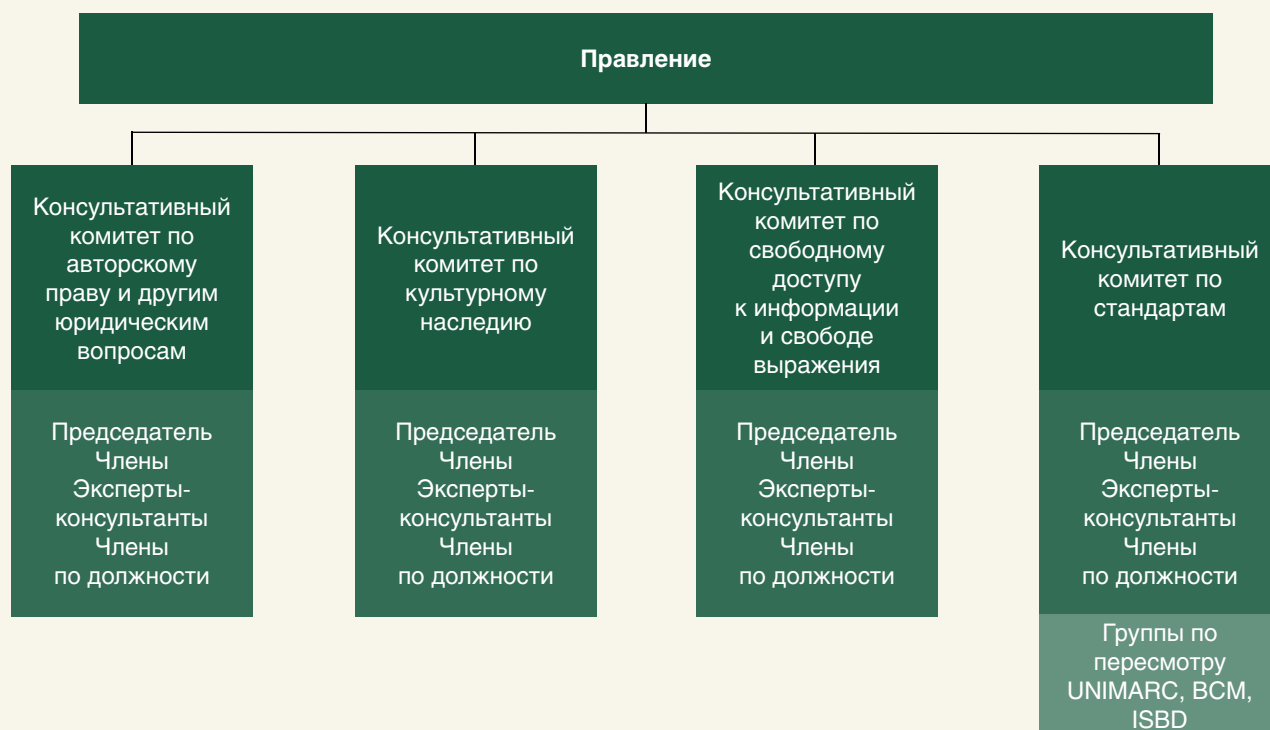 Правление
Консультативный
комитет по
авторскому
праву и другим
юридическим
вопросам
Председатель
Члены
Эксперты-
консультанты
Члены
по должности
Консультативный
комитет по
культурному
наследию
Председатель
Члены
Эксперты-
консультанты
Члены
по должности
Консультативный
комитет по
свободному
доступу
к информации
и свободе
выражения
Председатель
Члены
Эксперты-
консультанты
Члены
по должности
Консультативный
комитет по
стандартам
Председатель
Члены
Эксперты-
консультанты
Члены
по должности
Группы по
пересмотру
UNIMARC, BCM,
ISBD